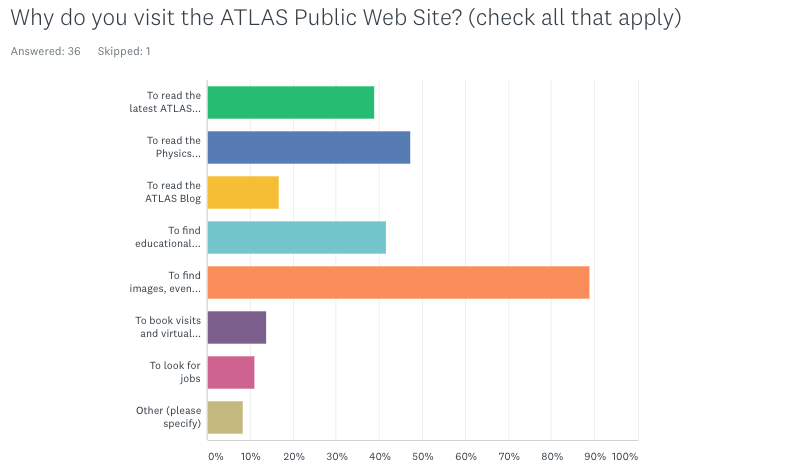 Why do you visit the ATLAS Public Web Site? (check all that apply)
Answered: 36 Skipped: 1
To read the
latest ATLAS...
To read the
Physics...
To read the
ATLAS Blog
To find
educational...
To find
images, even...
To book visits
and virtual...
To look for
jobs
Other (please
specify)
0% 10% 20% 30% 40% 50% 60% 70% 80% 90% 100%